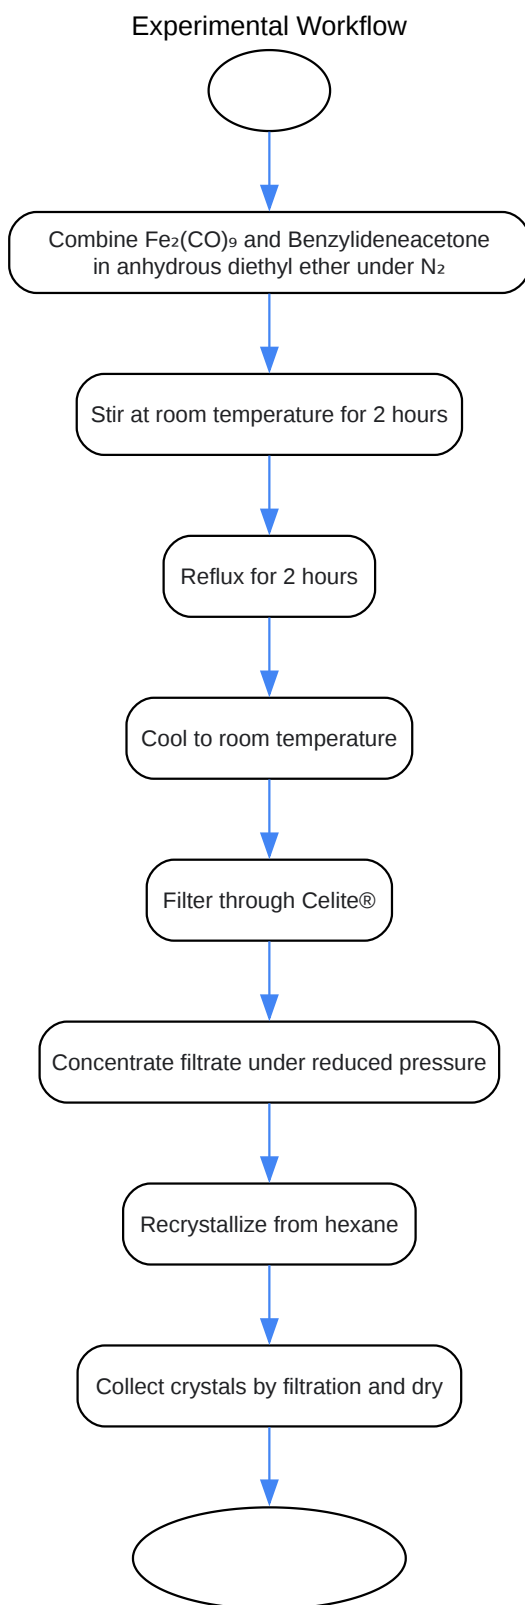 Experimental Workflow
Combine Fe₂(CO)₉ and Benzylideneacetone
in anhydrous diethyl ether under N₂
Stir at room temperature for 2 hours
Reflux for 2 hours
Cool to room temperature
Filter through Celite®
Concentrate filtrate under reduced pressure
Recrystallize from hexane
Collect crystals by filtration and dry